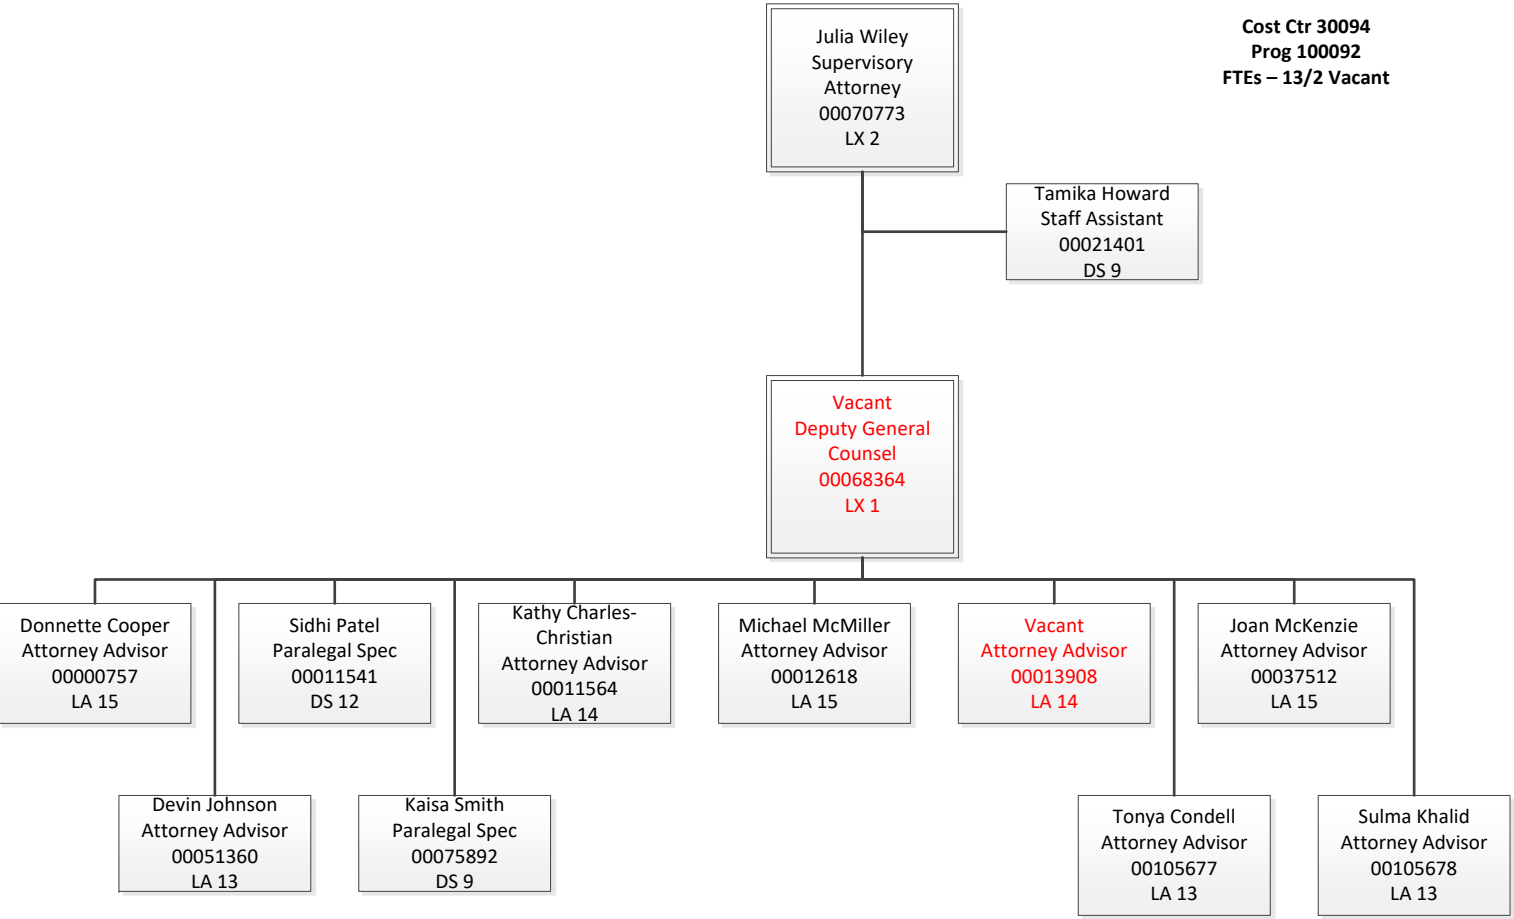 Julia Wiley
Supervisory
Attorney
00070773
LX 2
Cost Ctr 30094
Prog 100092
FTEs – 13/2 Vacant
Tamika Howard
Staff Assistant
00021401
DS 9
Vacant
Deputy General
Counsel
00068364
LX 1
Donnette Cooper
Attorney Advisor
00000757
LA 15
Sidhi Patel
Paralegal Spec
00011541
DS 12
Kathy Charles-
Christian
Attorney Advisor
00011564
LA 14
Michael McMiller
Attorney Advisor
00012618
LA 15
Vacant
Attorney Advisor
00013908
LA 14
Joan McKenzie
Attorney Advisor
00037512
LA 15
Devin Johnson
Attorney Advisor
00051360
LA 13
Kaisa Smith
Paralegal Spec
00075892
DS 9
Tonya Condell
Attorney Advisor
00105677
LA 13
Sulma Khalid
Attorney Advisor
00105678
LA 13